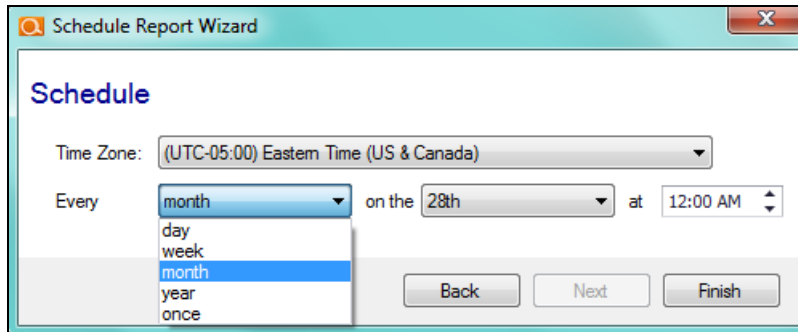 Schedule Report Wizard
Schedule
Time Zone: (UTC-05:00) Eastern Time (US & Canada)
Every month on the 28th at 12:00 AM
day
week
month
year
once
Back Next Finish